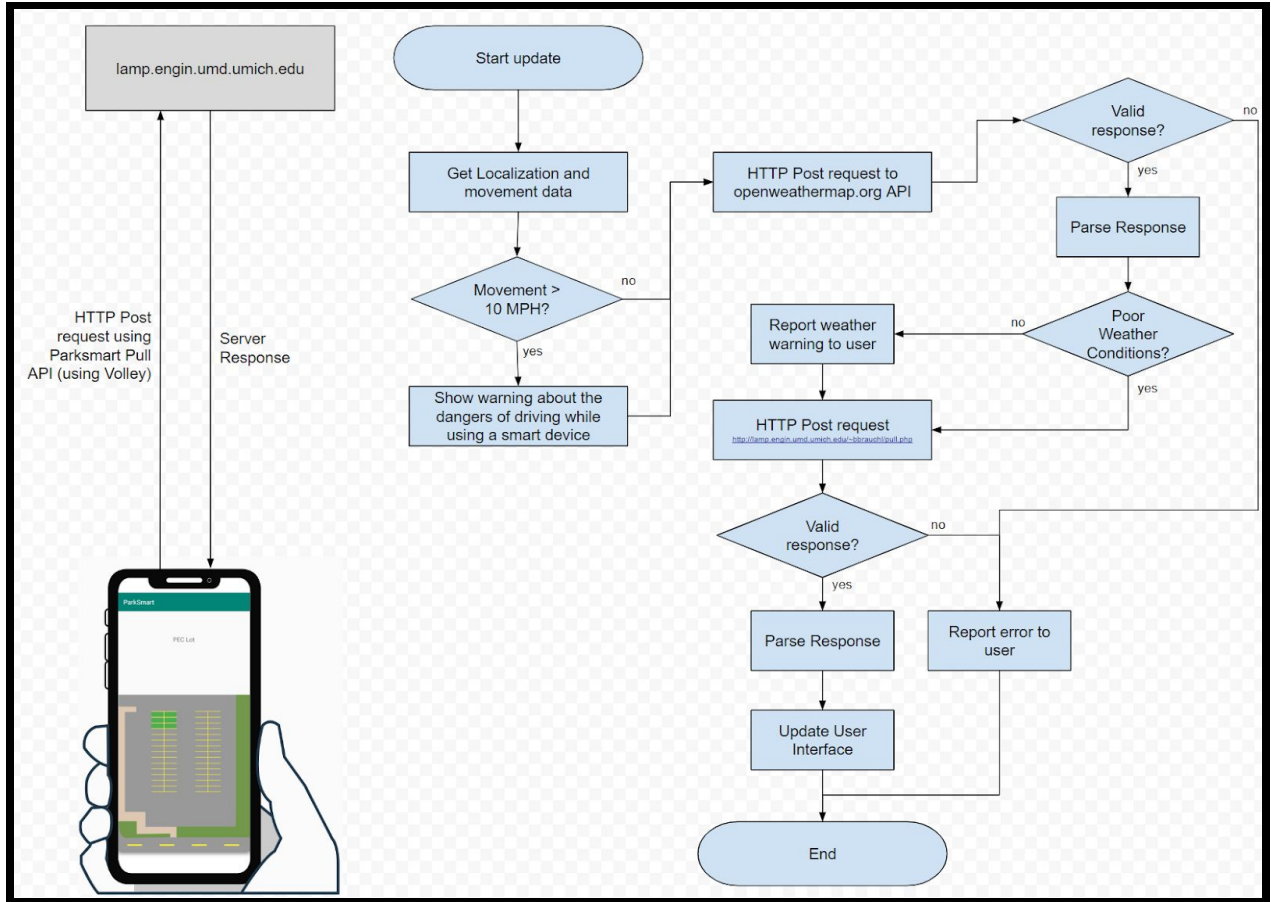 lamp.engin.umd.umich.edu
HTTP Post
request using
Parksmart Pull
API (using Volley)
Server
Response
ParkSmart
PEC Lot
Start update
Get Localization and
movement data
Movement >
10 MPH?
no
yes
Show warning about the
dangers of driving while
using a smart device
HTTP Post request to
openweathermap.org API
Valid
response?
no
yes
Parse Response
Poor
Weather
Conditions?
no
yes
Report weather
warning to user
HTTP Post request
http://lamp.engin.umd.umich.edu/~bbrauchl/pull.php
Valid
response?
no
yes
Parse Response
Report error to
user
Update User
Interface
End